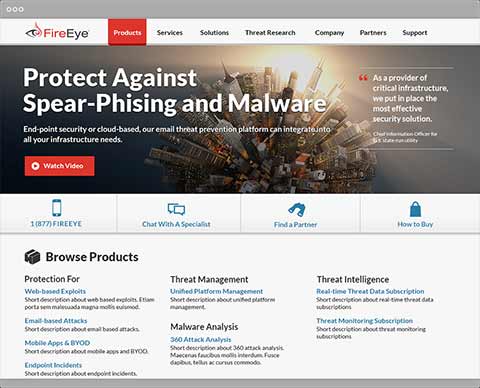 FireEye
Products Services Solutions Threat Research Company Partners Support
Protect Against
Spear-Phising and Malware
End-point security or cloud-based, our email threat prevention platform can integrate into
all your infrastructure needs.
Watch Video
“ As a provider of
critical infrastructure,
we put in place the
most effective
security solution.
Chief Information Officer for
U.S. state-run utility
1 (877) FIREEYE
Chat With A Specialist
Find a Partner
How to Buy
Browse Products
Protection For
Web-based Exploits
Short description about web based exploits. Etiam
porta sem malesuada magna mollis euismod.
Email-based Attacks
Short description about email based attacks.
Mobile Apps & BYOD
Short description about mobile apps and BYOD.
Endpoint Incidents
Short description about endpoint incidents.
Threat Management
Unified Platform Management
Short description about unified platform
management.
Malware Analysis
360 Attack Analysis
Short description about 360 attack analysis.
Maecenas faucibus mollis interdum. Fusce
dapibus, tellus ac cursus commodo.
Threat Intelligence
Real-time Threat Data Subscription
Short description about real-time threat data
subscriptions
Threat Monitoring Subscription
Short description about threat monitoring
subscriptions